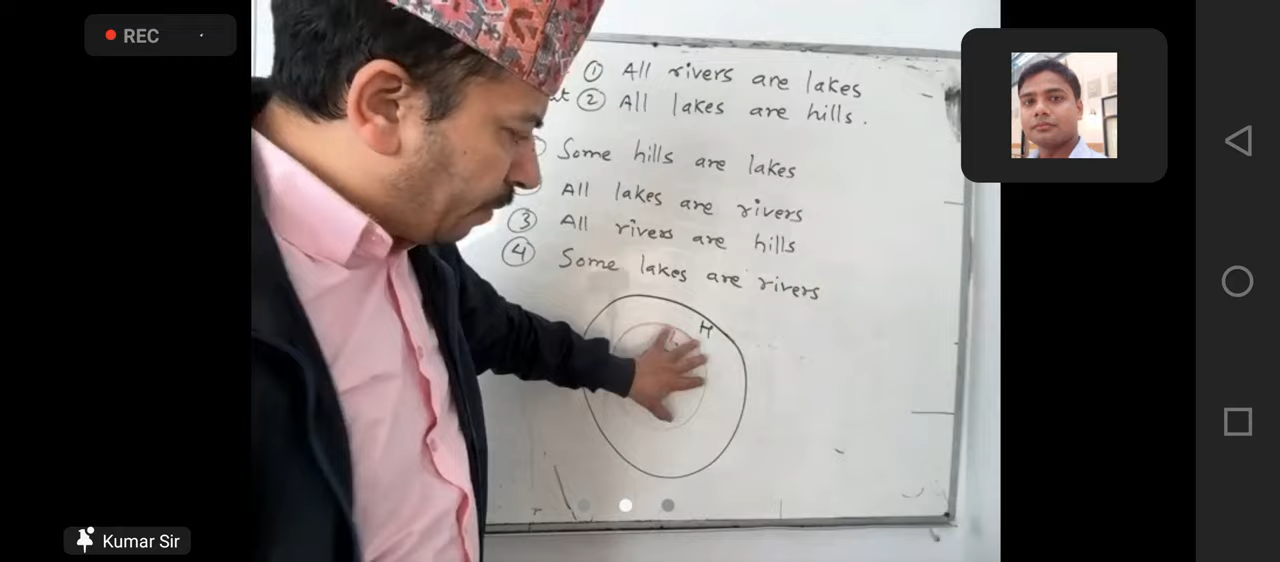 REC
① All rivers are lakes
② All lakes are hills.
Some hills are lakes
All lakes are rivers
③ All rivers are hills
④ Some lakes are rivers
H
Kumar Sir